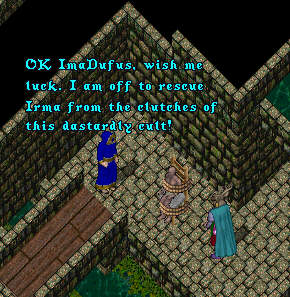 OK ImaDufus, wish me
luck. I am off to rescue
Irma from the clutches of
this dastardly cult!